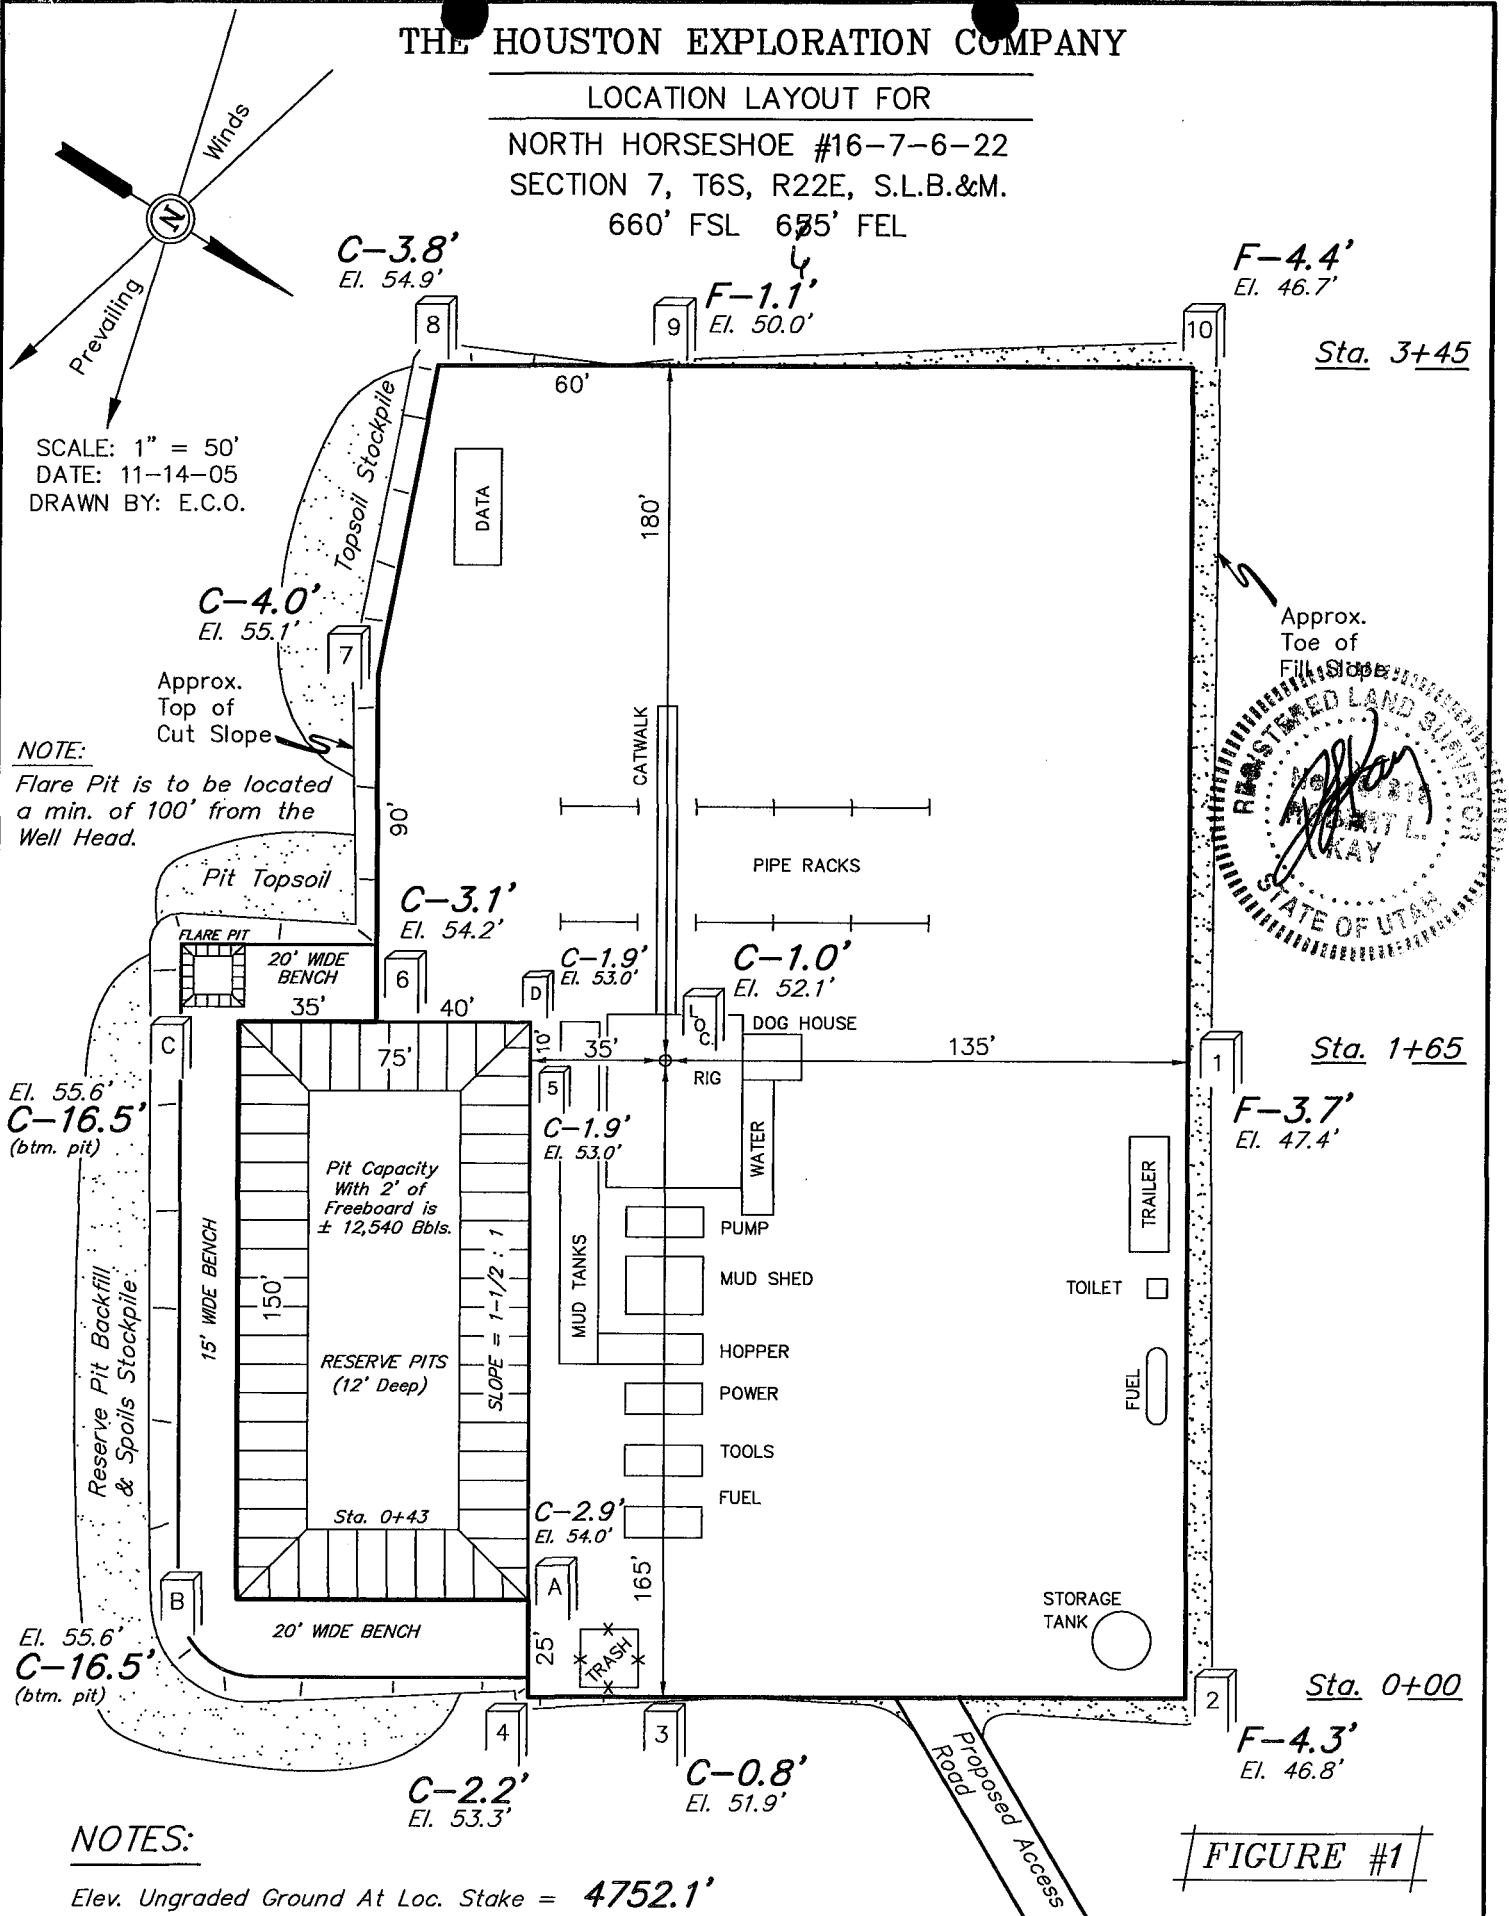 THE HOUSTON EXPLORATION COMPANY
LOCATION LAYOUT FOR
NORTH HORSESHOE #16-7-6-22
SECTION 7, T6S, R22E, S.L.B.&M.
660' FSL 655' FEL
4
Winds
N
Prevailing
SCALE: 1" = 50'
DATE: 11-14-05
DRAWN BY: E.C.O.
C-3.8'
El. 54.9'
8
F-1.1'
El. 50.0'
9
F-4.4'
El. 46.7'
10
Sta. 3+45
60'
Topsoil Stockpile
DATA
180'
C-4.0'
El. 55.1'
7
Approx.
Top of
Cut Slope
Approx.
Toe of
Fill Slope
REGISTERED LAND SURVEYOR
ROBERT L.
KAY
STATE OF UTAH
NOTE:
Flare Pit is to be located
a min. of 100' from the
Well Head.
90'
CATWALK
PIPE RACKS
Pit Topsoil
C-3.1'
El. 54.2'
6
FLARE PIT
20' WIDE
BENCH
35'
40'
D
C-1.9'
El. 53.0'
C-1.0'
El. 52.1'
LOC.
DOG HOUSE
10'
35'
135'
RIG
75'
C
El. 55.6'
C-16.5'
(btm. pit)
5
C-1.9'
El. 53.0'
1
Sta. 1+65
F-3.7'
El. 47.4'
WATER
TRAILER
Pit Capacity
With 2' of
Freeboard is
± 12,540 Bbls.
PUMP
MUD TANKS
MUD SHED
TOILET
15' WIDE BENCH
150'
SLOPE = 1-1/2 : 1
Reserve Pit Backfill
& Spoils Stockpile
RESERVE PITS
(12' Deep)
HOPPER
POWER
FUEL
TOOLS
FUEL
Sta. 0+43
C-2.9'
El. 54.0'
A
165'
B
El. 55.6'
C-16.5'
(btm. pit)
20' WIDE BENCH
25'
TRASH
STORAGE
TANK
2
Sta. 0+00
F-4.3'
El. 46.8'
4
C-2.2'
El. 53.3'
3
C-0.8'
El. 51.9'
Proposed Access
Road
NOTES:
Elev. Ungraded Ground At Loc. Stake = 4752.1'
FIGURE #1